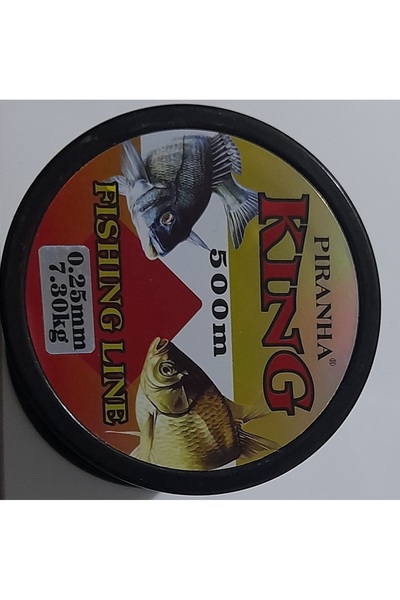 PIRANHA®
KING
500m
FISHING LINE
0.25mm
7.30kg